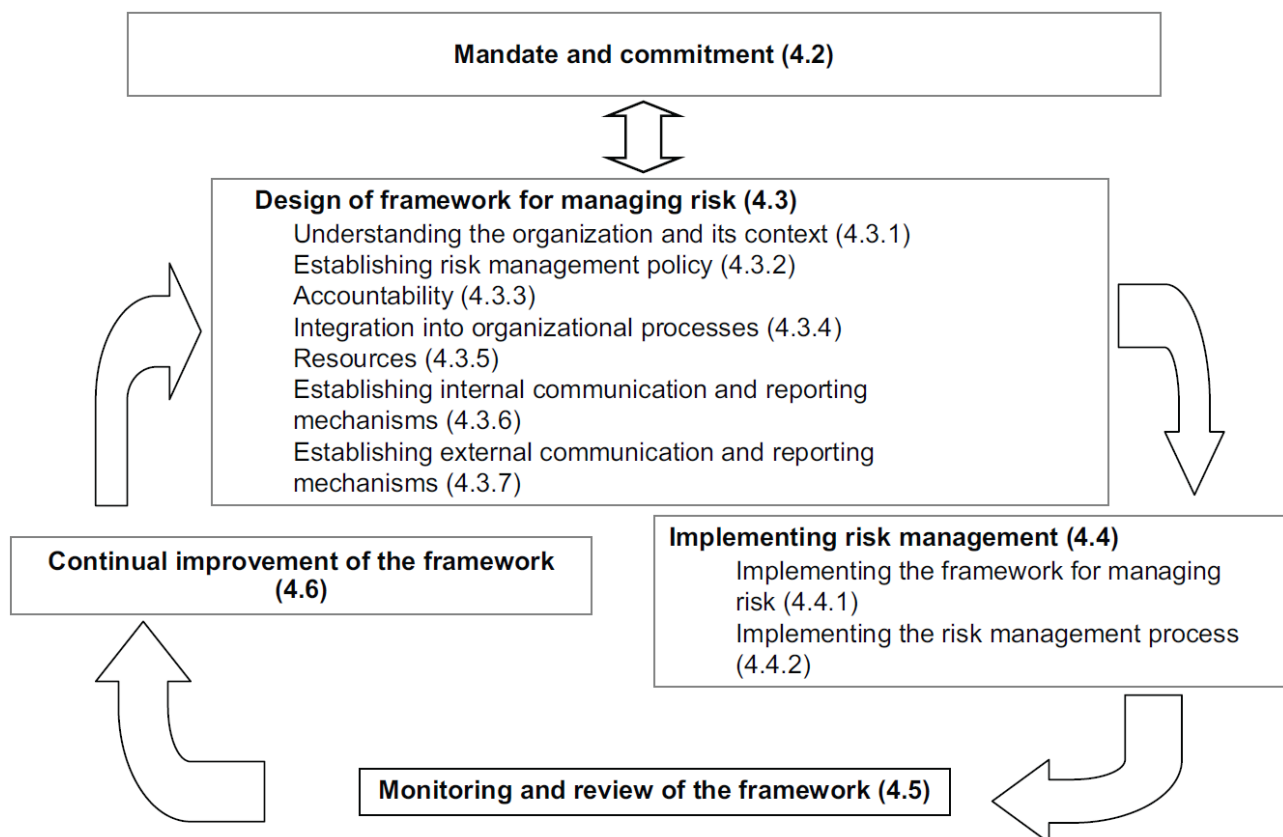 Mandate and commitment (4.2)
Design of framework for managing risk (4.3)
Understanding the organization and its context (4.3.1)
Establishing risk management policy (4.3.2)
Accountability (4.3.3)
Integration into organizational processes (4.3.4)
Resources (4.3.5)
Establishing internal communication and reporting
mechanisms (4.3.6)
Establishing external communication and reporting
mechanisms (4.3.7)
Implementing risk management (4.4)
Implementing the framework for managing
risk (4.4.1)
Implementing the risk management process
(4.4.2)
Monitoring and review of the framework (4.5)
Continual improvement of the framework
(4.6)